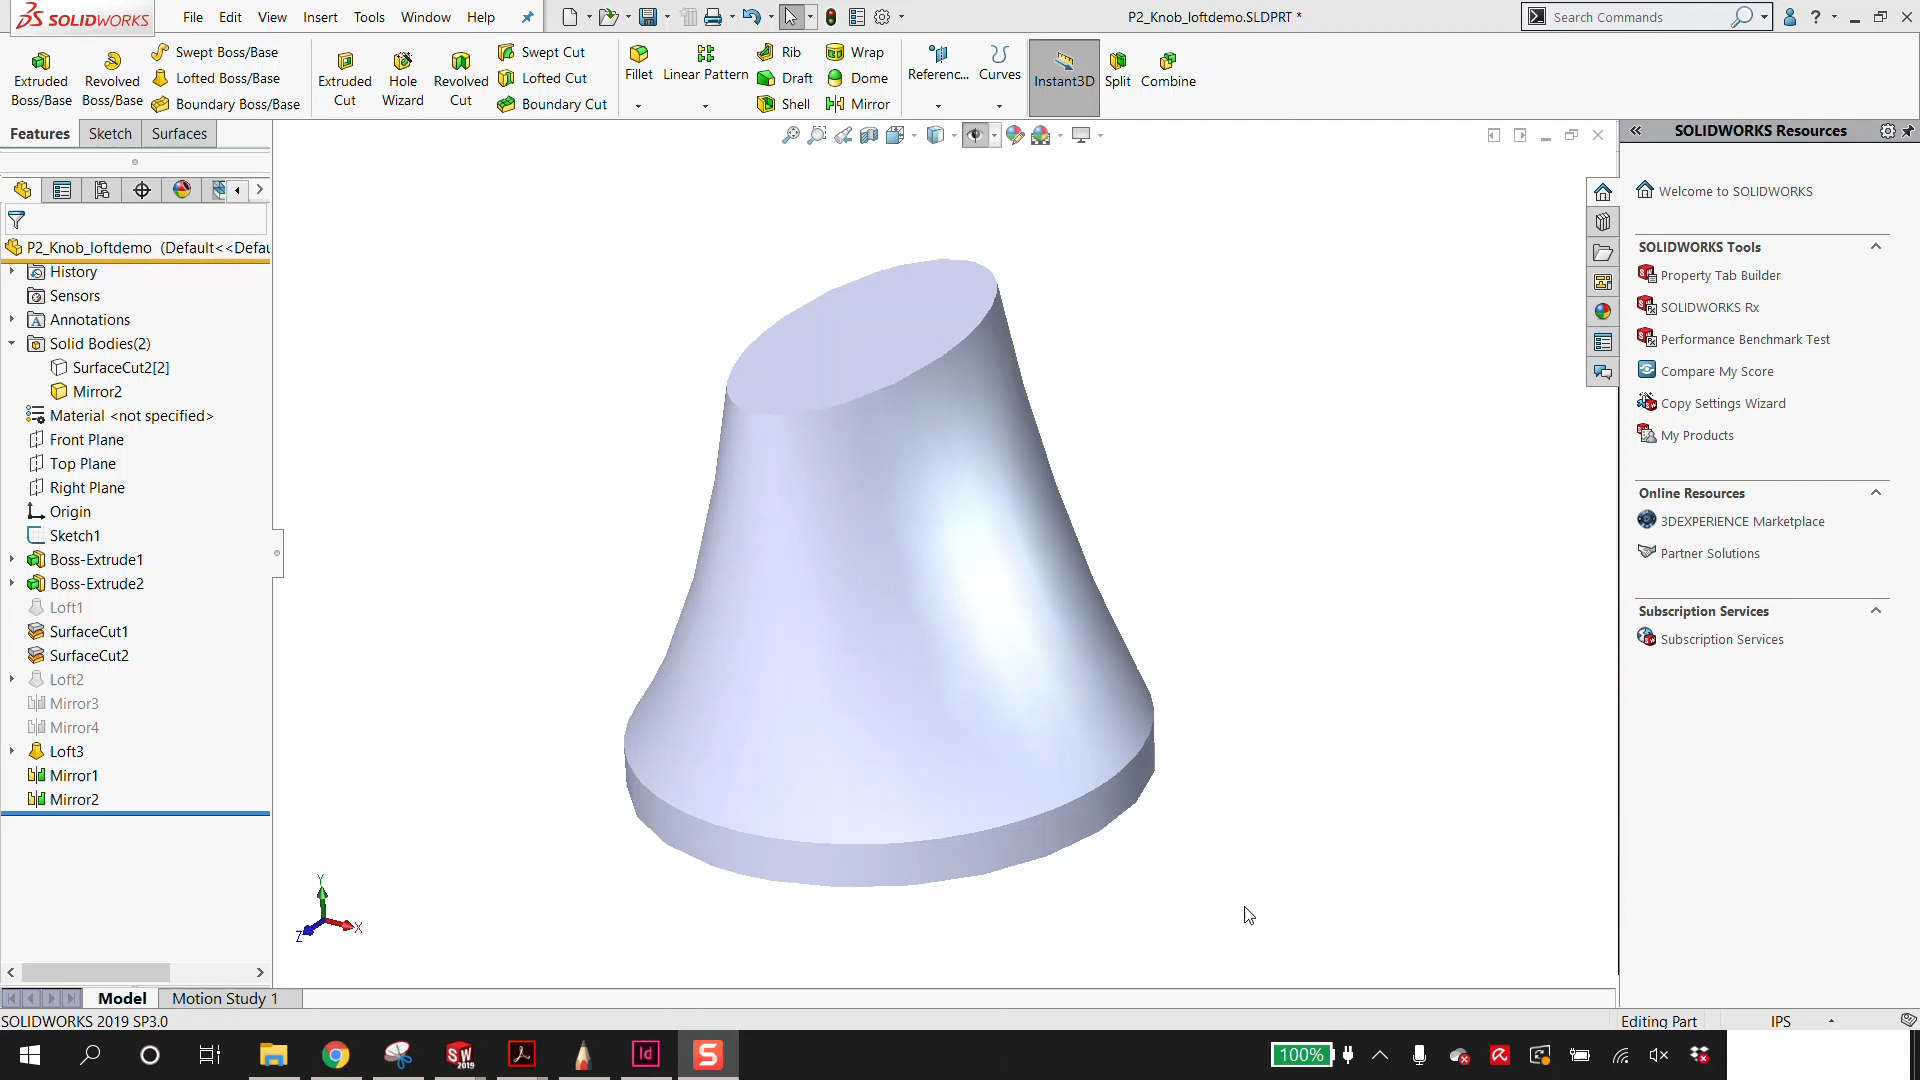 SOLIDWORKS
File Edit View Insert Tools Window Help
P2_Knob_loftdemo.SLDPRT *
Search Commands
Extruded Boss/Base
Revolved Boss/Base
Swept Boss/Base
Lofted Boss/Base
Boundary Boss/Base
Extruded Cut
Hole Wizard
Revolved Cut
Swept Cut
Lofted Cut
Boundary Cut
Fillet
Linear Pattern
Rib
Draft
Shell
Wrap
Dome
Mirror
Referenc...
Curves
Instant3D
Split
Combine
Features Sketch Surfaces
P2_Knob_loftdemo (Default<<Defau
History
Sensors
Annotations
Solid Bodies(2)
SurfaceCut2[2]
Mirror2
Material <not specified>
Front Plane
Top Plane
Right Plane
Origin
Sketch1
Boss-Extrude1
Boss-Extrude2
Loft1
SurfaceCut1
SurfaceCut2
Loft2
Mirror3
Mirror4
Loft3
Mirror1
Mirror2
Y
X
Z
SOLIDWORKS Resources
Welcome to SOLIDWORKS
SOLIDWORKS Tools
Property Tab Builder
SOLIDWORKS Rx
Performance Benchmark Test
Compare My Score
Copy Settings Wizard
My Products
Online Resources
3DEXPERIENCE Marketplace
Partner Solutions
Subscription Services
Subscription Services
Model Motion Study 1
SOLIDWORKS 2019 SP3.0
Editing Part IPS
SW 2019
Id
S
100%